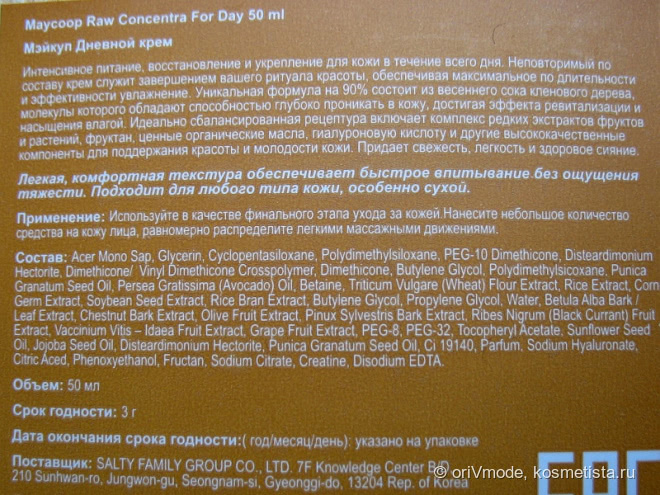 Maycoop Raw Concentra For Day 50 ml
Мэйкуп Дневной крем
Интенсивное питание, восстановление и укрепление для кожи в течение всего дня. Неповторимый по
составу крем служит завершением вашего ритуала красоты, обеспечивая максимальное по длительности
и эффективности увлажнение. Уникальная формула на 90% состоит из весеннего сока кленового дерева,
молекулы которого обладают способностью глубоко проникать в кожу, достигая эффекта ревитализации и
насыщения влагой. Идеально сбалансированная рецептура включает комплекс редких экстрактов фруктов
и растений, фруктан, ценные органические масла, гиалуроновую кислоту и другие высококачественные
компоненты для поддержания красоты и молодости кожи. Придает свежесть, легкость и здоровое сияние.
Легкая, комфортная текстура обеспечивает быстрое впитывание без ощущения
тяжести. Подходит для любого типа кожи, особенно сухой.
Применение: Используйте в качестве финального этапа ухода за кожей.Нанесите небольшое количество
средства на кожу лица, равномерно распределите легкими массажными движениями.
Состав: Acer Mono Sap, Glycerin, Cyclopentasiloxane, Polydimethylsiloxane, PEG-10 Dimethicone, Disteardimonium
Hectorite, Dimethicone/ Vinyl Dimethicone Crosspolymer, Dimethicone, Butylene Glycol, Polydimethylsicoxane, Punica
Granatum Seed Oil, Persea Gratissima (Avocado) Oil, Betaine, Triticum Vulgare (Wheat) Flour Extract, Rice Extract, Corn
Germ Extract, Soybean Seed Extract, Rice Bran Extract, Butylene Glycol, Propylene Glycol, Water, Betula Alba Bark /
Leaf Extract, Chestnut Bark Extract, Olive Fruit Extract, Pinux Sylvestris Bark Extract, Ribes Nigrum (Black Currant) Fruit
Extract, Vaccinium Vitis – Idaea Fruit Extract, Grape Fruit Extract, PEG-8, PEG-32, Tocopheryl Acetate, Sunflower Seed
Oil, Jojoba Seed Oil, Disteardimonium Hectorite, Punica Granatum Seed Oil, Ci 19140, Parfum, Sodium Hyaluronate,
Citric Aced, Phenoxyethanol, Fructan, Sodium Citrate, Creatine, Disodium EDTA.
Объем: 50 мл
Срок годности: 3 г
Дата окончания срока годности:( год/месяц/день): указано на упаковке
Поставщик: SALTY FAMILY GROUP CO., LTD. 7F Knowledge Center B/D,
210 Sunhwan-ro, Jungwon-gu, Seongnam-si, Gyeonggi-do, 13204 Rep. of Korea
© oriVmode, kosmetista.ru